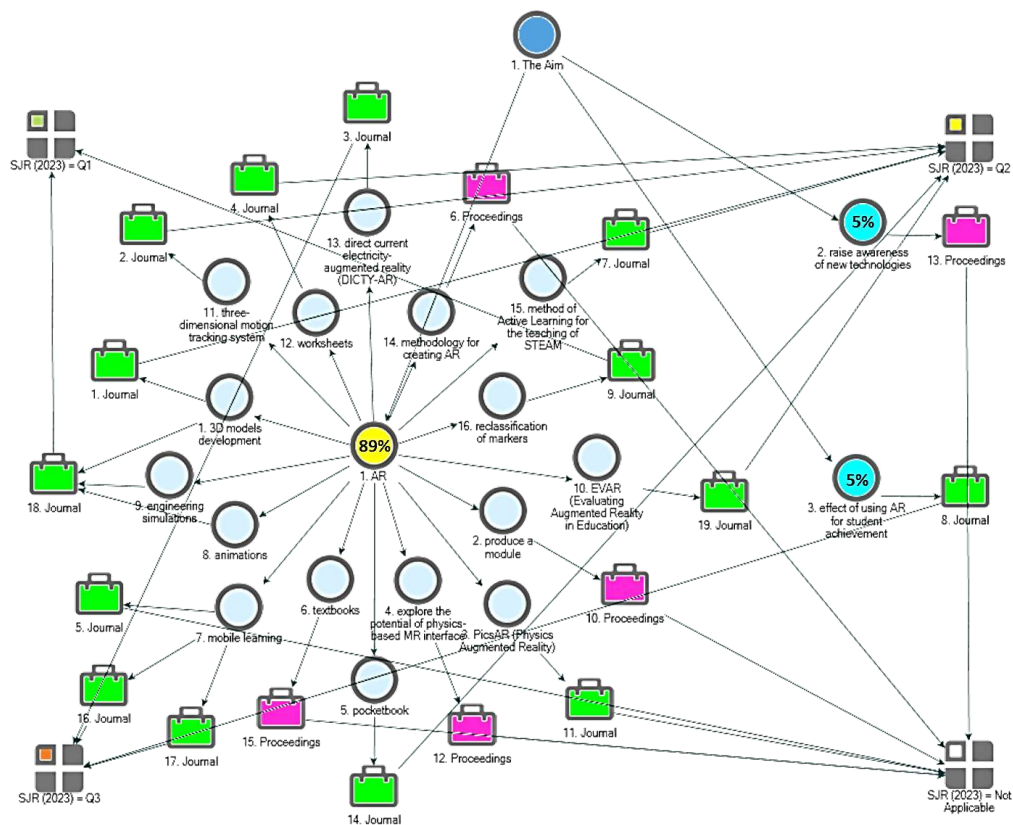 1. The Aim
3. Journal
SJR (2023) = Q1
SJR (2023) = Q2
4. Journal
6. Proceedings
2. Journal
13. direct current
electricity-
augmented reality
(DICTY-AR)
7. Journal
5%
2. raise awareness
of new technologies
13. Proceedings
11. three-
dimensional motion
tracking system
12. worksheets
14. methodology for
creating AR
15. method of
Active Learning for
the teaching of
STEAM
1. Journal
9. Journal
1. 3D models
development
16. reclassification
of markers
89%
1. AR
18. Journal
9. engineering
simulations
10. EVAR
(Evaluating
Augmented Reality
in Education)
19. Journal
5%
3. effect of using AR
for student
achievement
8. Journal
8. animations
2. produce a
module
5. Journal
7. mobile learning
6. textbooks
4. explore the
potential of physics-
based MR interface
3. PicsAR (Physics
Augmented Reality)
10. Proceedings
16. Journal
17. Journal
15. Proceedings
5. pocketbook
12. Proceedings
11. Journal
SJR (2023) = Q3
14. Journal
SJR (2023) = Not
Applicable